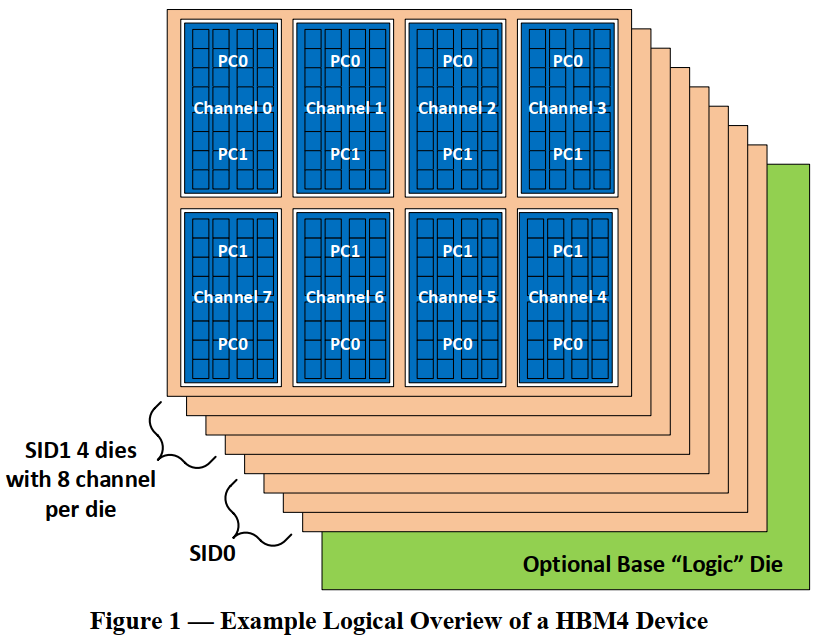 PC0 PC0 PC0 PC0
Channel 0 Channel 1 Channel 2 Channel 3
PC1 PC1 PC1 PC1
PC1 PC1 PC1 PC1
Channel 7 Channel 6 Channel 5 Channel 4
PC0 PC0 PC0 PC0
SID1 4 dies
with 8 channel
per die
SID0
Optional Base “Logic” Die
Figure 1 — Example Logical Overiew of a HBM4 Device